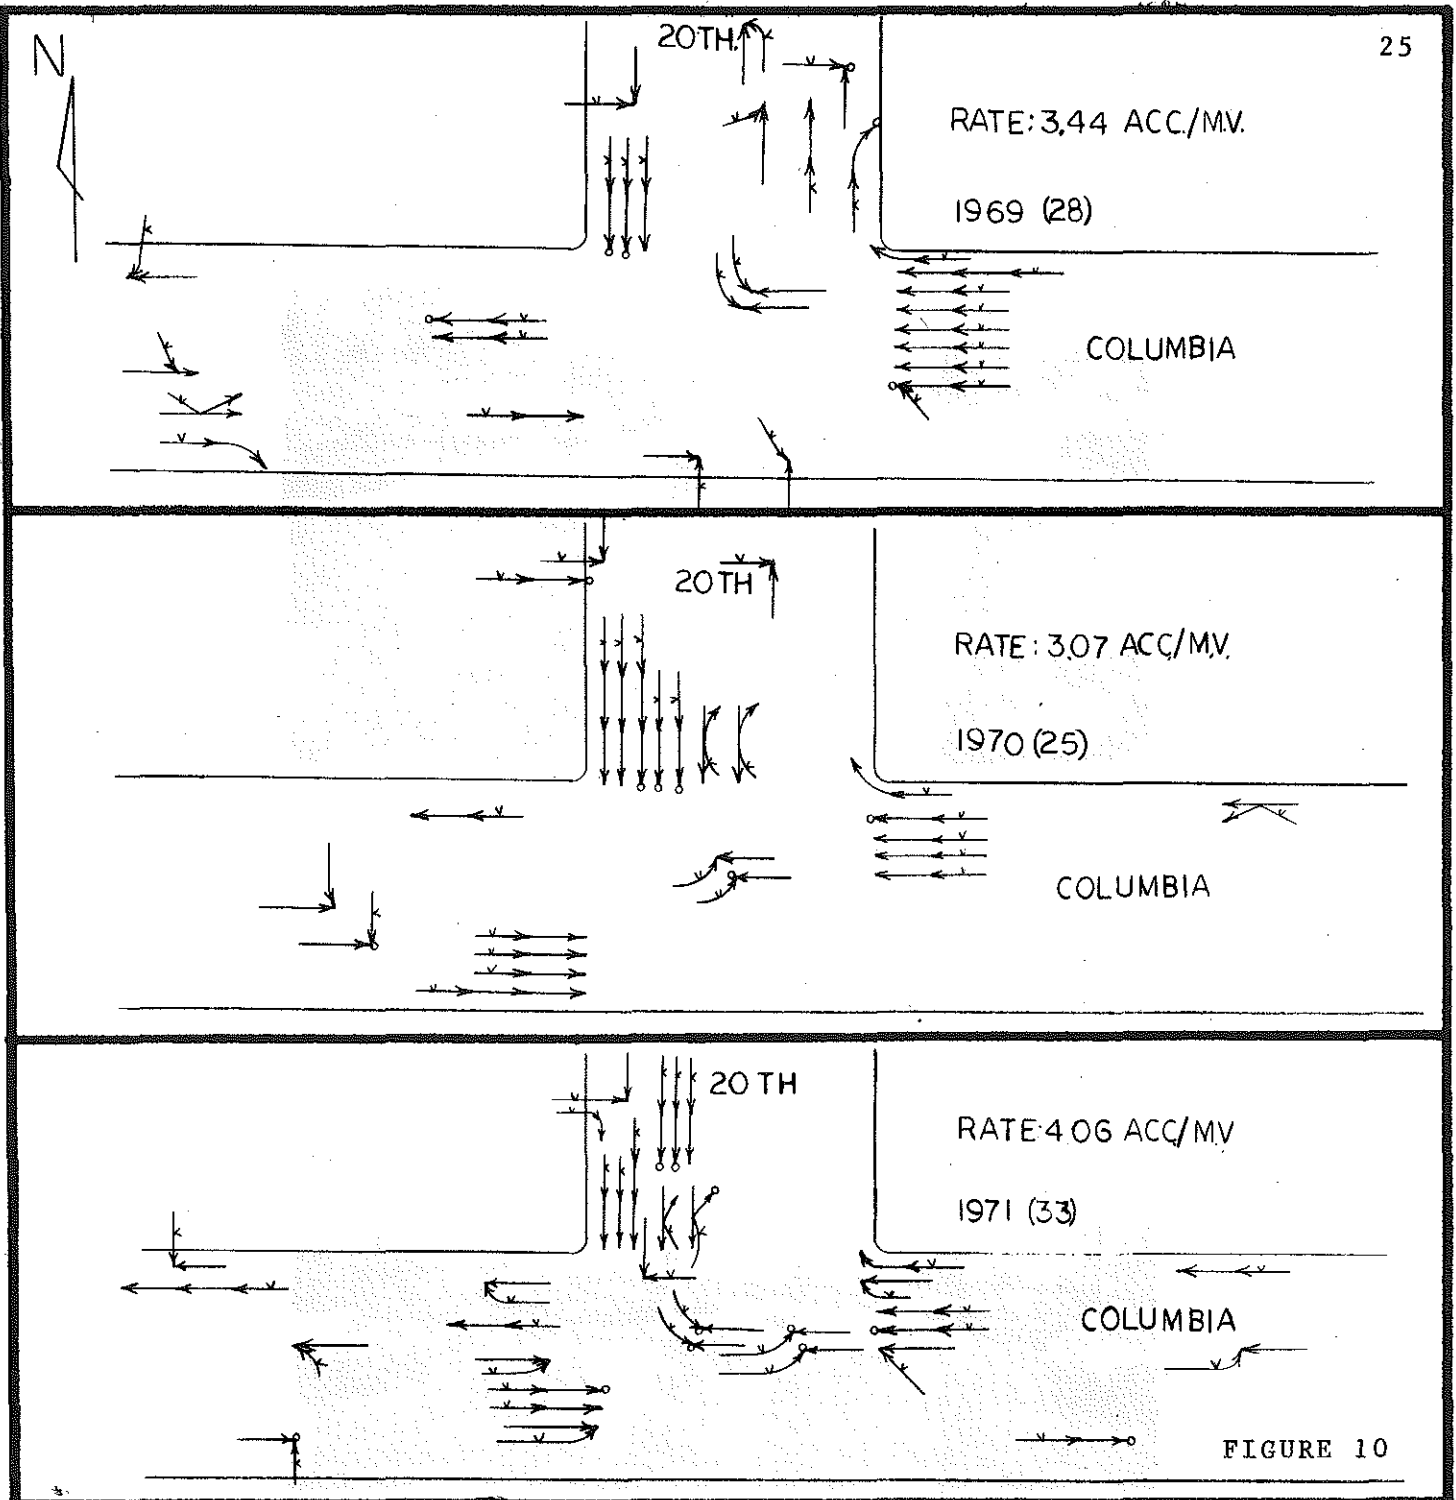 N
20TH.
25
RATE: 3.44 ACC./M.V.
1969 (28)
COLUMBIA
20TH
RATE: 3.07 ACC/M.V.
1970 (25)
COLUMBIA
20 TH
RATE 4.06 ACC/MV
1971 (33)
COLUMBIA
FIGURE 10